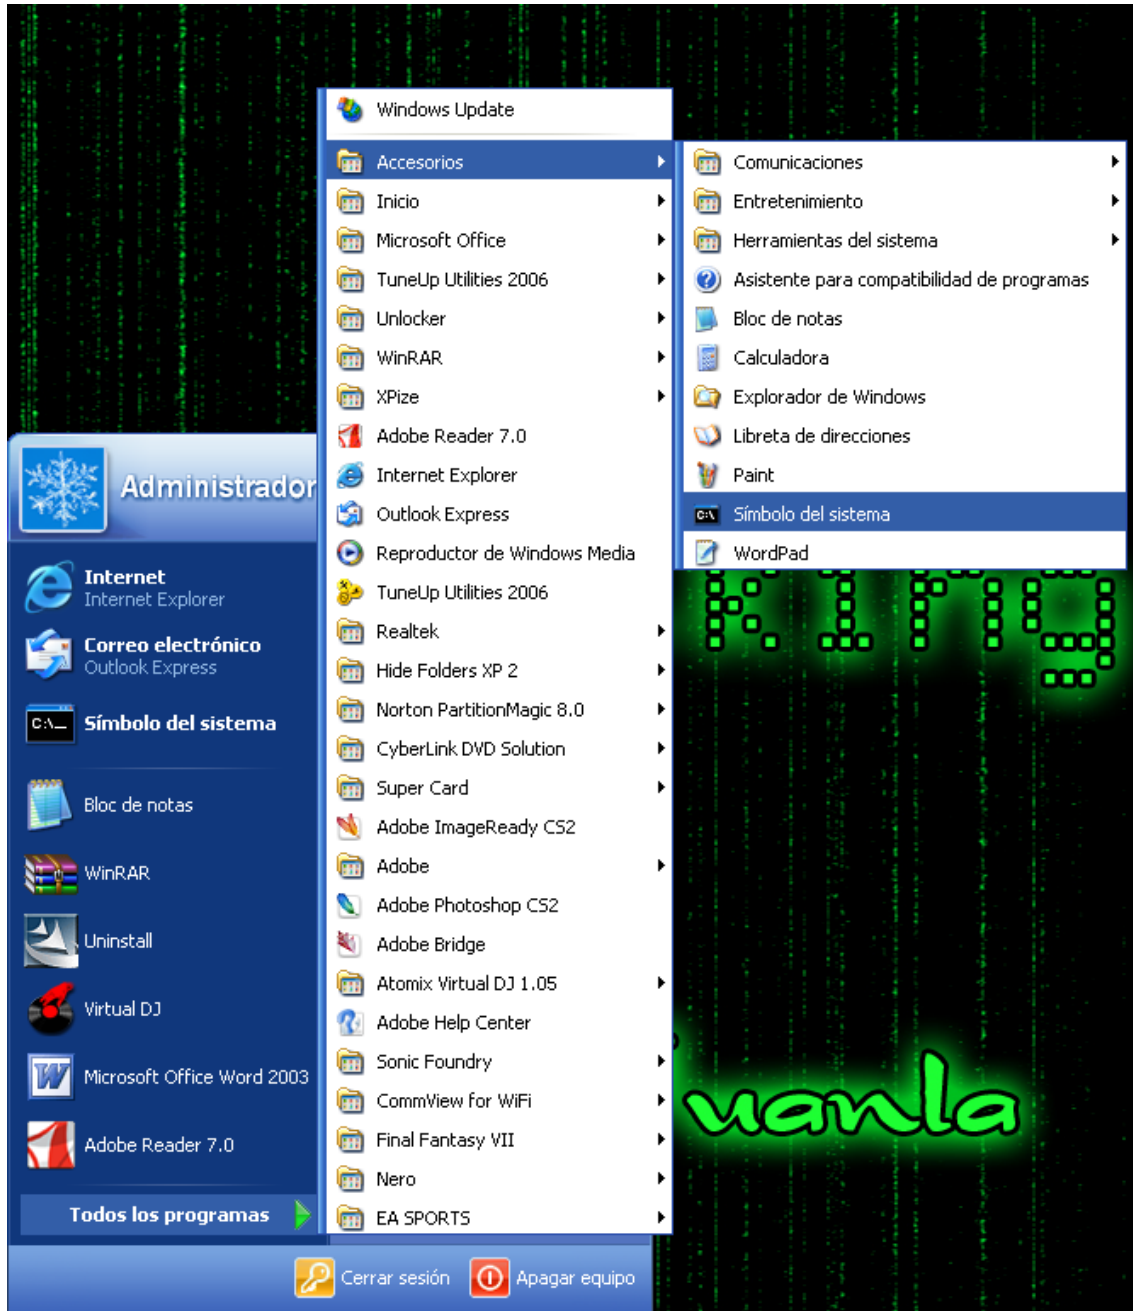 Windows Update
Accesorios
Inicio
Microsoft Office
TuneUp Utilities 2006
Unlocker
WinRAR
XPize
Adobe Reader 7.0
Internet Explorer
Outlook Express
Reproductor de Windows Media
TuneUp Utilities 2006
Realtek
Hide Folders XP 2
Norton PartitionMagic 8.0
CyberLink DVD Solution
Super Card
Adobe ImageReady CS2
Adobe
Adobe Photoshop CS2
Adobe Bridge
Atomix Virtual DJ 1.05
Adobe Help Center
Sonic Foundry
CommView for WiFi
Final Fantasy VII
Nero
EA SPORTS
Comunicaciones
Entretenimiento
Herramientas del sistema
Asistente para compatibilidad de programas
Bloc de notas
Calculadora
Explorador de Windows
Libreta de direcciones
Paint
C:\ Símbolo del sistema
WordPad
Administrador
Internet
Internet Explorer
Correo electrónico
Outlook Express
C:\_ Símbolo del sistema
Bloc de notas
WinRAR
Uninstall
Virtual DJ
Microsoft Office Word 2003
Adobe Reader 7.0
Todos los programas
Cerrar sesión
Apagar equipo
king
uanla